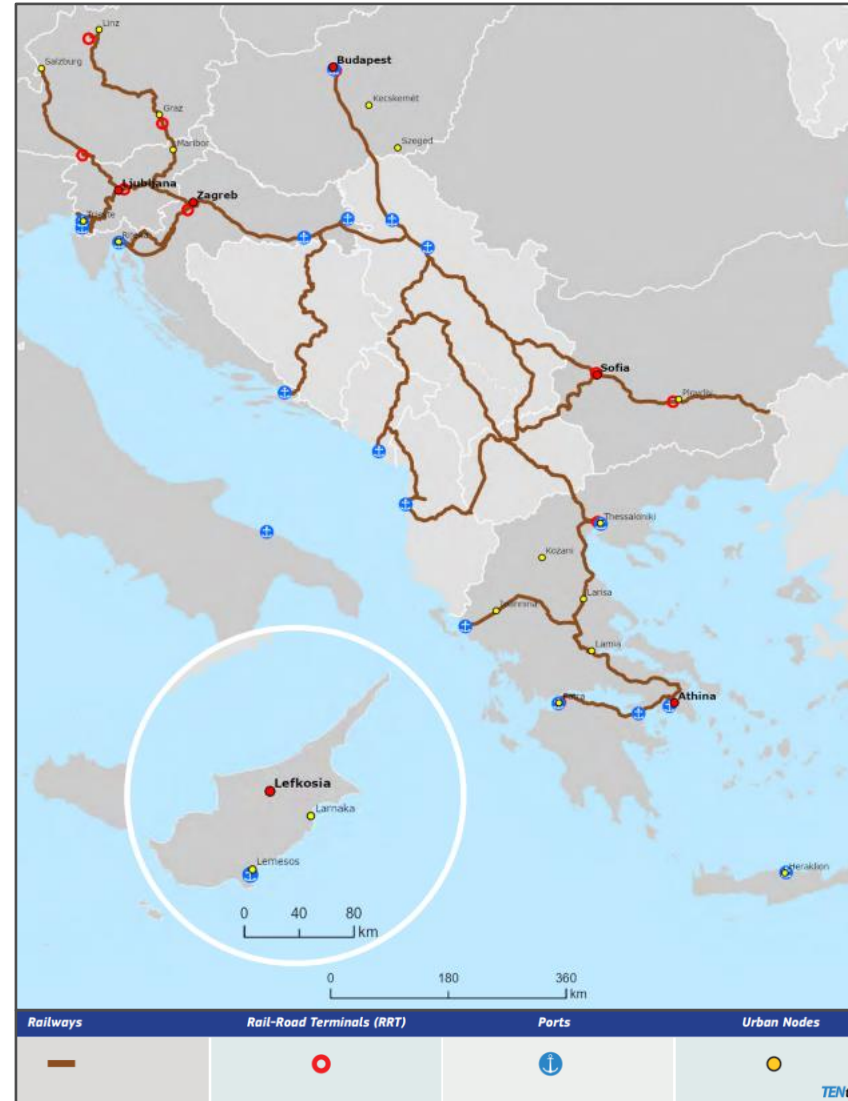 Linz
Salzburg
Budapest
Kecskemét
Graz
Szeged
Maribor
Ljubljana
Zagreb
Trieste
Rijeka
Sofia
Plovdiv
Thessaloniki
Kozani
Larisa
Ioannina
Lamia
Patra
Athina
Lefkosia
Larnaka
Lemesos
Heraklion
0 40 80
km
0 180 360
km
Railways Rail-Road Terminals (RRT) Ports Urban Nodes